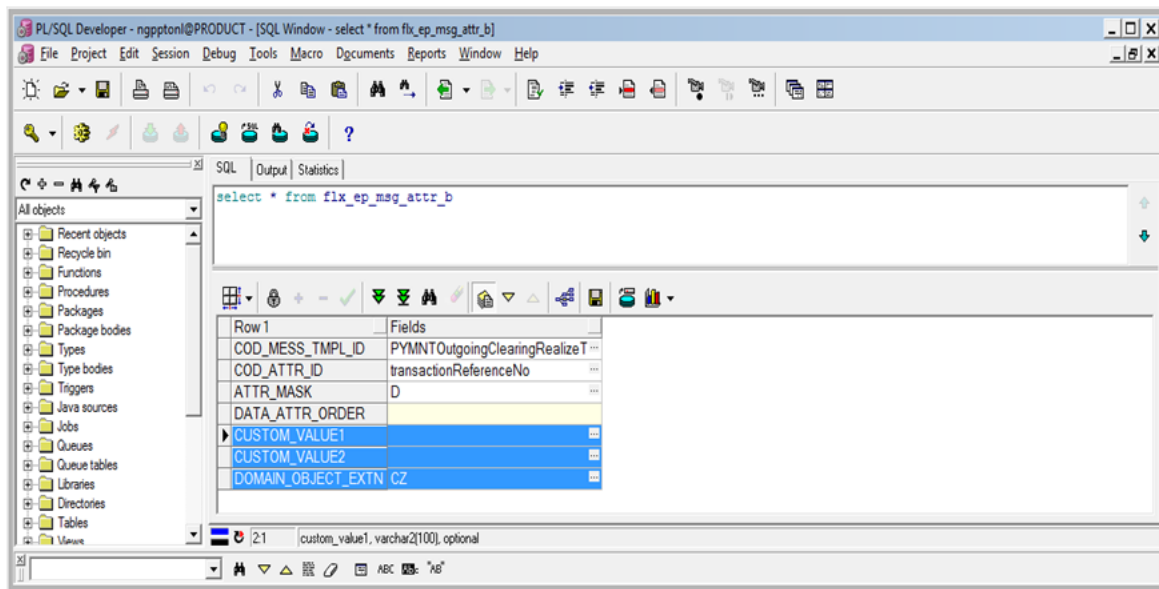 PL/SQL Developer - ngpptonl@PRODUCT - [SQL Window - select * from flx_ep_msg_attr_b]
File Project Edit Session Debug Tools Macro Documents Reports Window Help
SQL Output Statistics
select * from flx_ep_msg_attr_b
All objects
Recent objects
Recycle bin
Functions
Procedures
Packages
Package bodies
Types
Type bodies
Triggers
Java sources
Jobs
Queues
Queue tables
Libraries
Directories
Tables
Views
Row 1 Fields
COD_MESS_TMPL_ID PYMNTOutgoingClearingRealizeT ...
COD_ATTR_ID transactionReferenceNo ...
ATTR_MASK D ...
DATA_ATTR_ORDER
CUSTOM_VALUE1 ...
CUSTOM_VALUE2 ...
DOMAIN_OBJECT_EXTN CZ ...
2:1 custom_value1, varchar2(100), optional
ABC "AB"